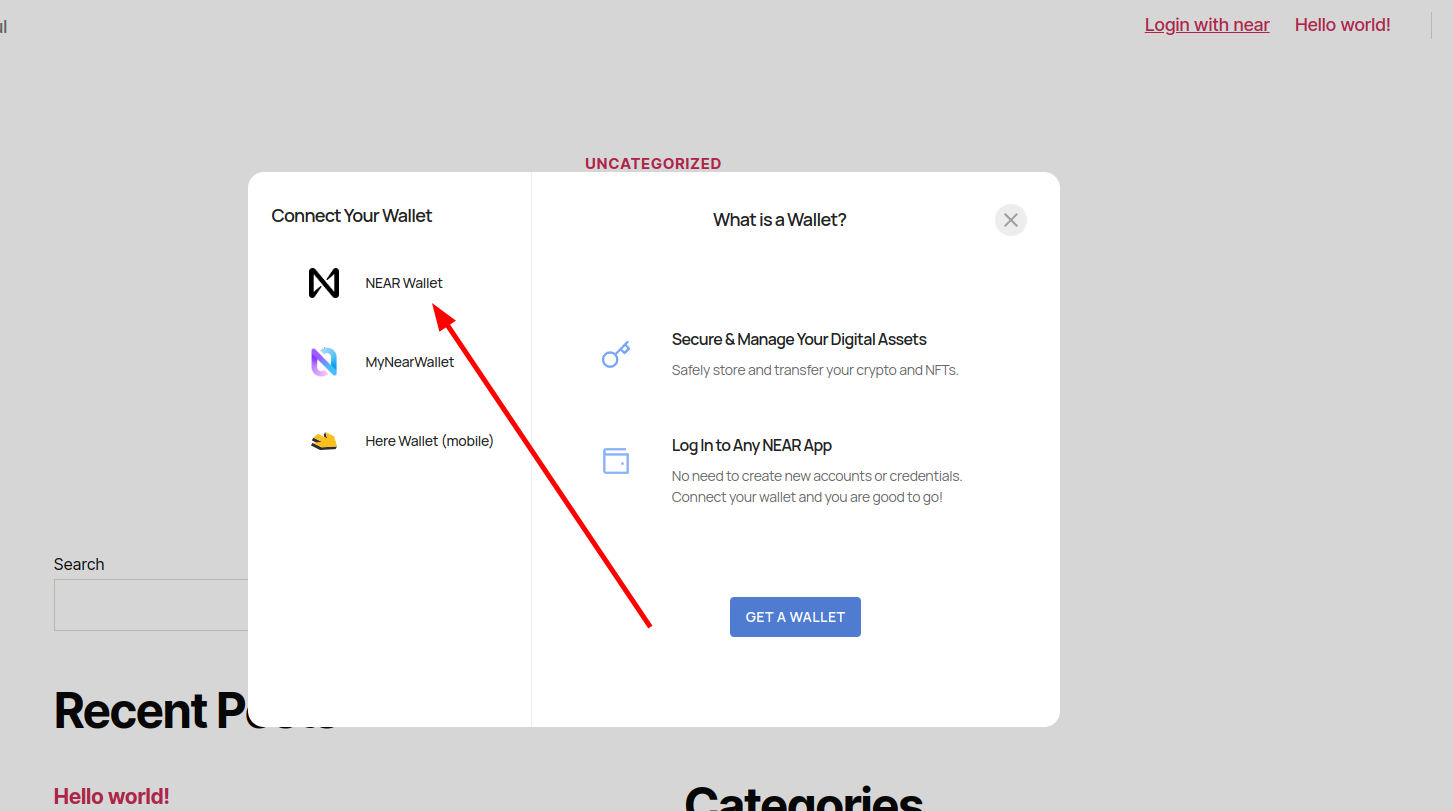 Login with near
Hello world!
UNCATEGORIZED
Connect Your Wallet
NEAR Wallet
MyNearWallet
Here Wallet (mobile)
What is a Wallet?
Secure & Manage Your Digital Assets
Safely store and transfer your crypto and NFTs.
Log In to Any NEAR App
No need to create new accounts or credentials.
Connect your wallet and you are good to go!
GET A WALLET
Search
Recent Posts
Hello world!
Categories